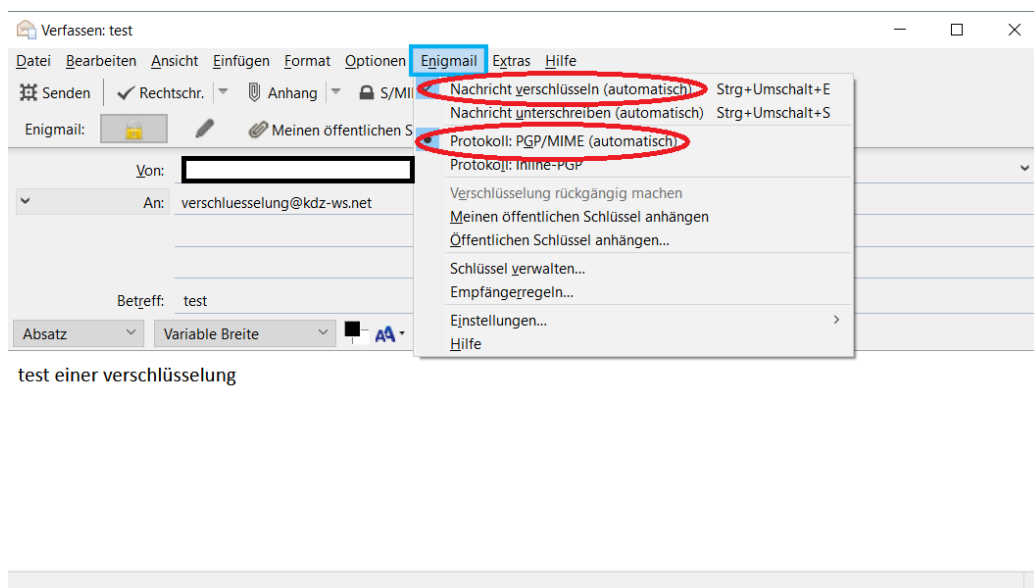 Verfassen: test
Datei Bearbeiten Ansicht Einfügen Format Optionen Enigmail Extras Hilfe
Senden Rechtschr. Anhang
Enigmail: Meinen öffentlichen
Nachricht verschlüsseln (automatisch) Strg+Umschalt+E
Nachricht unterschreiben (automatisch) Strg+Umschalt+S
Protokoll: PGP/MIME (automatisch)
Protokoll: Inline-PGP
Verschlüsselung rückgängig machen
Meinen öffentlichen Schlüssel anhängen
Öffentlichen Schlüssel anhängen...
Schlüssel verwalten...
Empfängerregeln...
Einstellungen...
Hilfe
Von:
An: verschluesselung@kdz-ws.net
Betreff: test
Absatz Variable Breite
test einer verschlüsselung